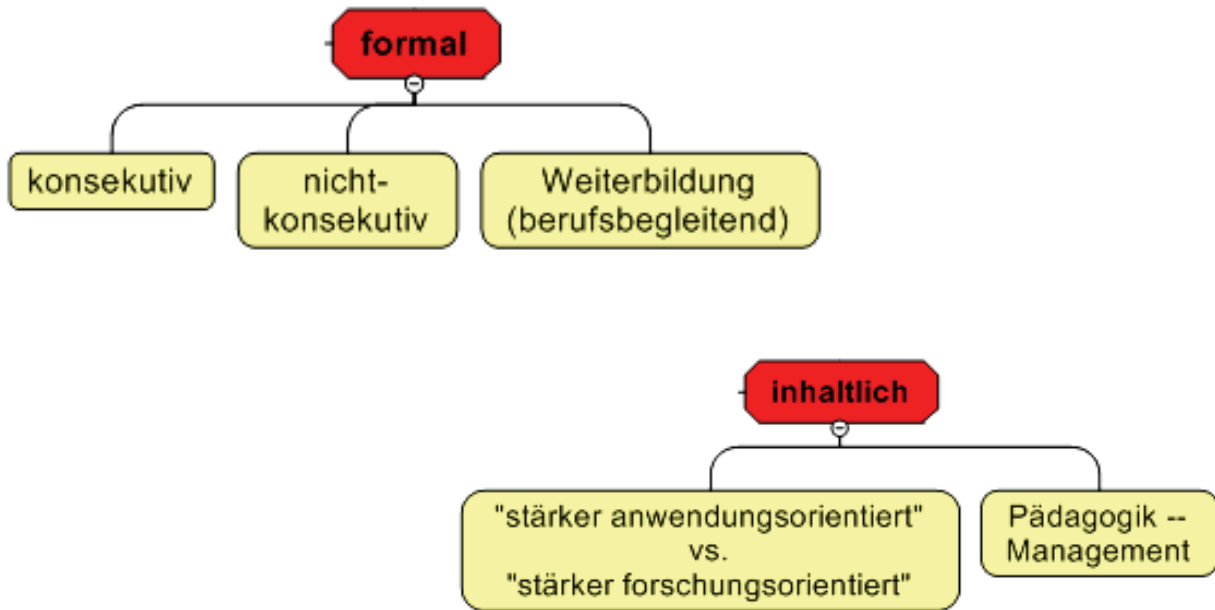 formal
konsekutiv
nicht-
konsekutiv
Weiterbildung
(berufsbegleitend)
inhaltlich
"stärker anwendungsorientiert"
vs.
"stärker forschungsorientiert"
Pädagogik --
Management